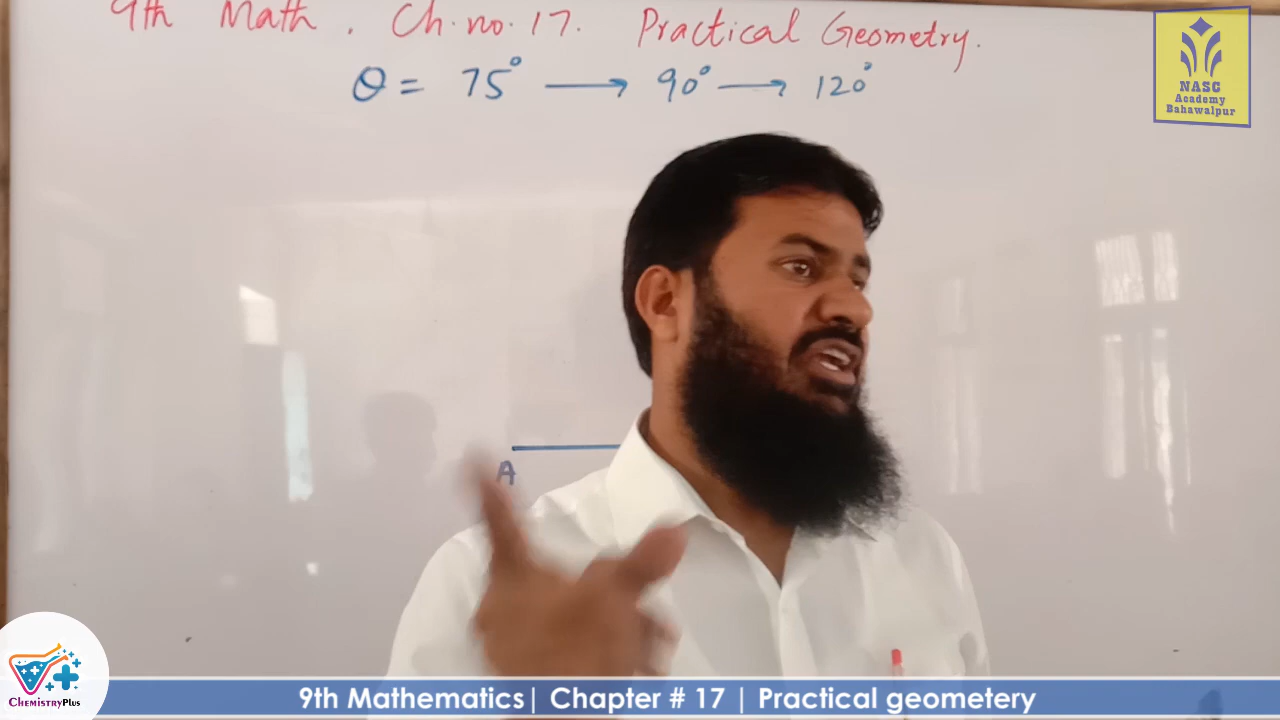 9th Math. Ch. no. 17. Practical Geometry.
θ = 75° ⟶ 90° ⟶ 120°
NASG
Academy
Bahawalpur
A
ChemistryPlus
9th Mathematics| Chapter # 17 | Practical geometery